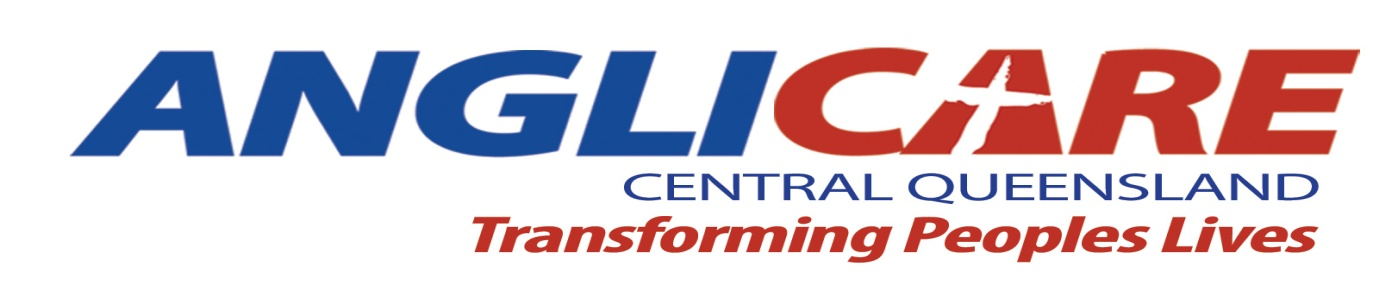 ANGLICARE
CENTRAL QUEENSLAND
Transforming Peoples Lives